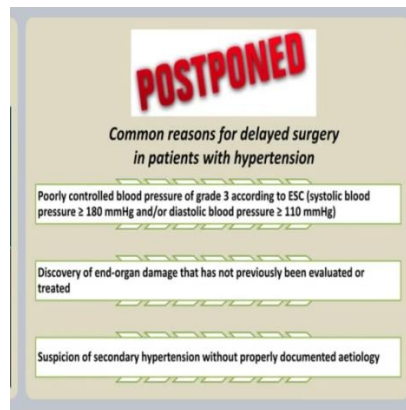 POSTPONED
Common reasons for delayed surgery
in patients with hypertension
Poorly controlled blood pressure of grade 3 according to ESC (systolic blood
pressure ≥ 180 mmHg and/or diastolic blood pressure ≥ 110 mmHg)
Discovery of end-organ damage that has not previously been evaluated or
treated
Suspicion of secondary hypertension without properly documented aetiology